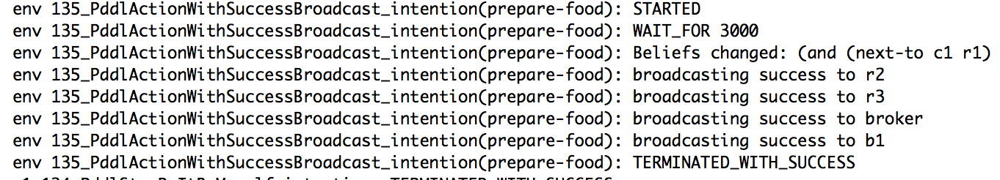 env 135_PddlActionWithSuccessBroadcast_intention(prepare-food): STARTED
env 135_PddlActionWithSuccessBroadcast_intention(prepare-food): WAIT_FOR 3000
env 135_PddlActionWithSuccessBroadcast_intention(prepare-food): Beliefs changed: (and (next-to c1 r1)
env 135_PddlActionWithSuccessBroadcast_intention(prepare-food): broadcasting success to r2
env 135_PddlActionWithSuccessBroadcast_intention(prepare-food): broadcasting success to r3
env 135_PddlActionWithSuccessBroadcast_intention(prepare-food): broadcasting success to broker
env 135_PddlActionWithSuccessBroadcast_intention(prepare-food): broadcasting success to b1
env 135_PddlActionWithSuccessBroadcast_intention(prepare-food): TERMINATED_WITH_SUCCESS